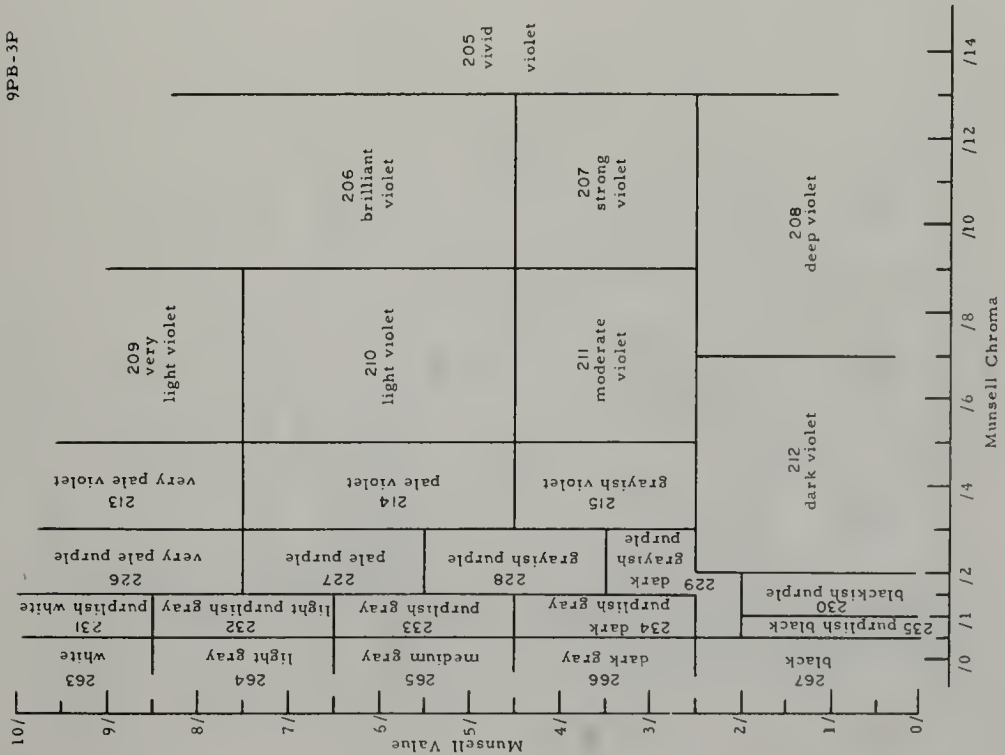 9PB-3P
205
vivid
violet
206
brilliant
violet
207
strong
violet
208
deep violet
209
very
light violet
210
light violet
211
moderate
violet
212
dark violet
213
very pale violet
214
pale violet
215
grayish violet
226
very pale purple
227
pale purple
228
grayish purple
229
dark
grayish
purple
230
blackish purple
231
purplish white
232
light purplish gray
233
purplish gray
234 dark
purplish gray
235 purplish black
263
white
264
light gray
265
medium gray
266
dark gray
267
black
Munsell Value
10/
9/
8/
7/
6/
5/
4/
3/
2/
1/
0/
/0
/1
/2
/4
/6
/8
/10
/12
/14
Munsell Chroma